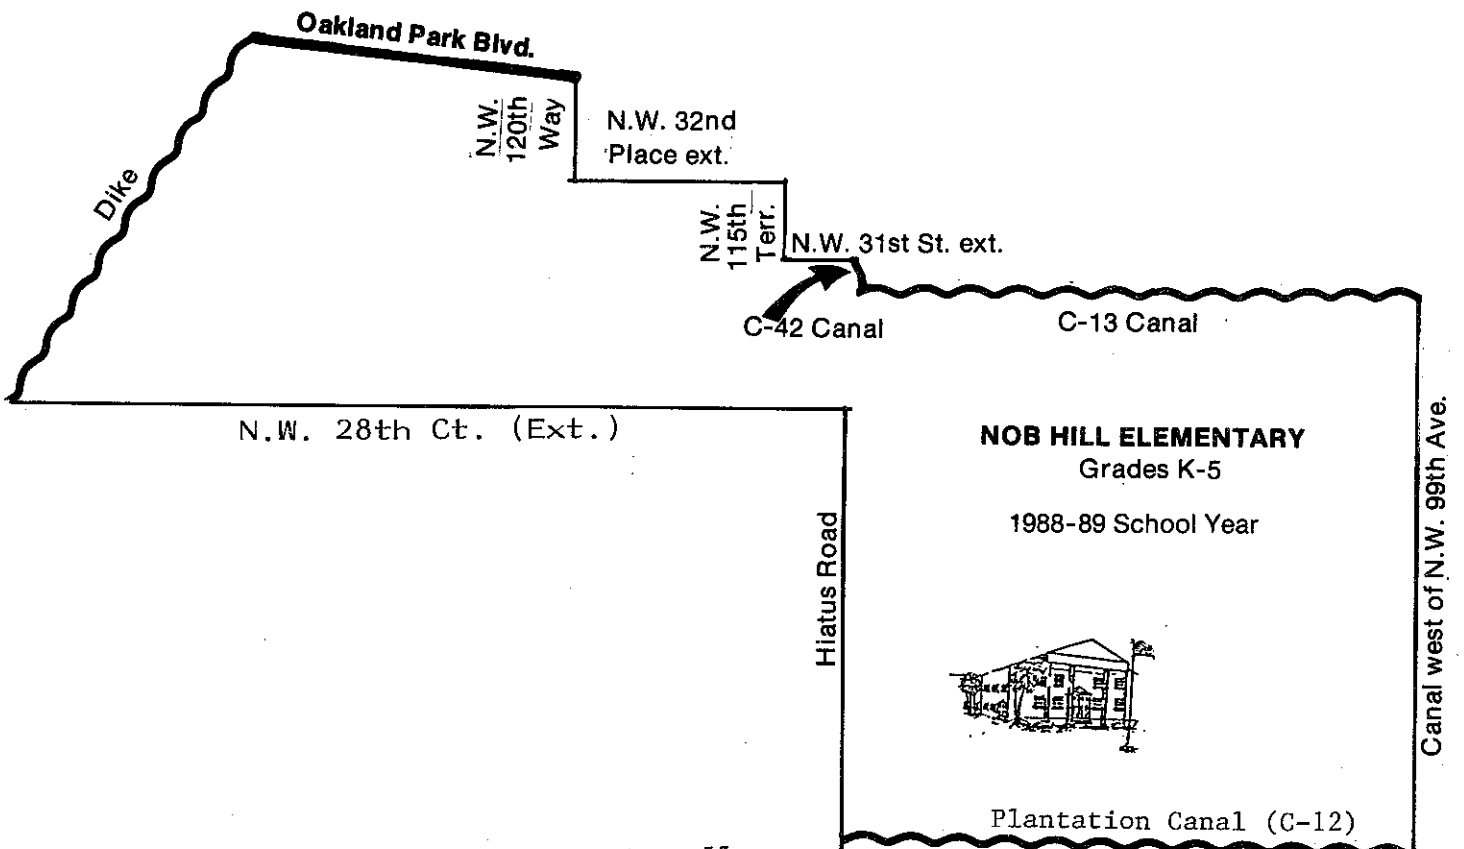 Oakland Park Blvd.
N.W.
120th
Way
N.W. 32nd
Place ext.
Dike
N.W.
115th
Terr.
N.W. 31st St. ext.
C-42 Canal
C-13 Canal
N.W. 28th Ct. (Ext.)
NOB HILL ELEMENTARY
Grades K-5
1988-89 School Year
Hiatus Road
Canal west of N.W. 99th Ave.
Plantation Canal (C-12)